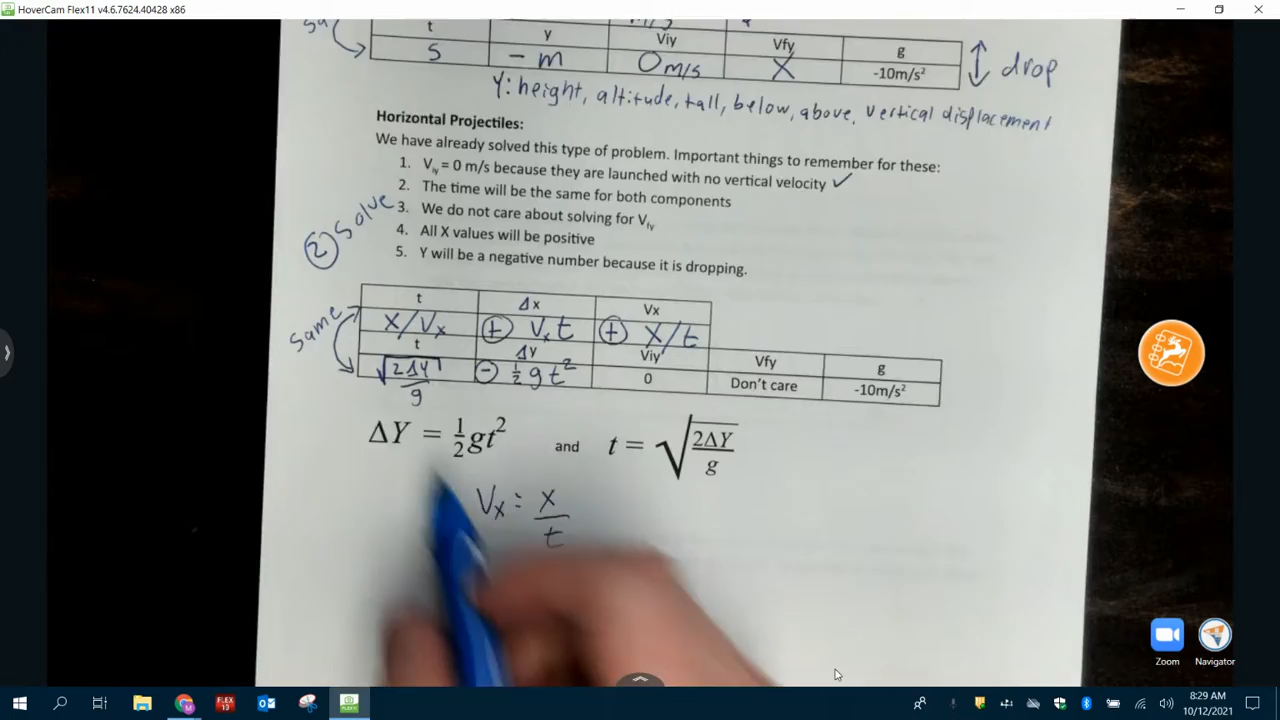 HoverCam Flex11 v4.6.7624.40428 x86
t y Viy Vfy g
s - m 0 m/s X -10m/s²
drop
Y: height, altitude, tall, below, above, vertical displacement
Horizontal Projectiles:
We have already solved this type of problem. Important things to remember for these:
1. Viy = 0 m/s because they are launched with no vertical velocity ✓
2. The time will be the same for both components
3. We do not care about solving for Vfy
4. All X values will be positive
5. Y will be a negative number because it is dropping.
② Solve
Same
t Δx Vx
X/Vx + Vxt + X/t
t Δy Viy Vfy g
√2ΔY/g - ½gt² 0 Don't care -10m/s²
ΔY = ½gt² and t = √2ΔY/g
Vx = x/t
Zoom Navigator
FLEX 11
8:29 AM
10/12/2021